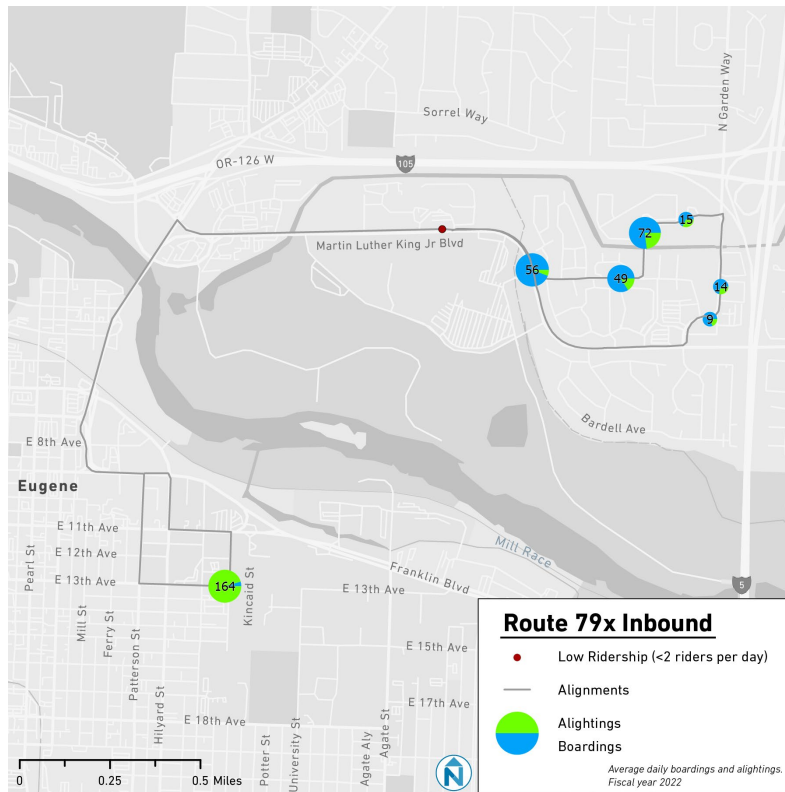 Sorrel Way
N Garden Way
OR-126 W
105
15
72
Martin Luther King Jr Blvd
56
49
14
9
Bardell Ave
E 8th Ave
Eugene
E 11th Ave
E 12th Ave
E 13th Ave
Pearl St
Mill St
Ferry St
Patterson St
Hilyard St
164
Kincaid St
Mill Race
Franklin Blvd
E 13th Ave
5
E 15th Ave
E 17th Ave
E 18th Ave
Potter St
University St
Agate Aly
Agate St
Route 79x Inbound
Low Ridership (<2 riders per day)
Alignments
Alightings
Boardings
Average daily boardings and alightings.
Fiscal year 2022
0 0.25 0.5 Miles
N